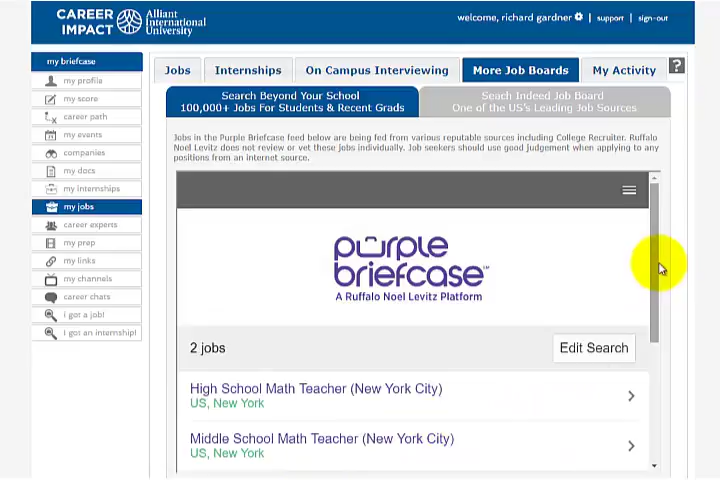 CAREER
IMPACT
Alliant
International
University
welcome, richard gardner | support | sign-out
my briefcase
my profile
my score
career path
my events
companies
my docs
my internships
my jobs
career experts
my prep
my links
my channels
career chats
i got a job!
i got an internship!
Jobs
Internships
On Campus Interviewing
More Job Boards
My Activity
?
Search Beyond Your School
100,000+ Jobs For Students & Recent Grads
Seach Indeed Job Board
One of the US's Leading Job Sources
Jobs in the Purple Briefcase feed below are being fed from various reputable sources including College Recruiter. Ruffalo
Noel Levitz does not review or vet these jobs individually. Job seekers should use good judgement when applying to any
positions from an internet source.
purple
briefcase™
A Ruffalo Noel Levitz Platform
2 jobs
Edit Search
High School Math Teacher (New York City)
US, New York
Middle School Math Teacher (New York City)
US, New York